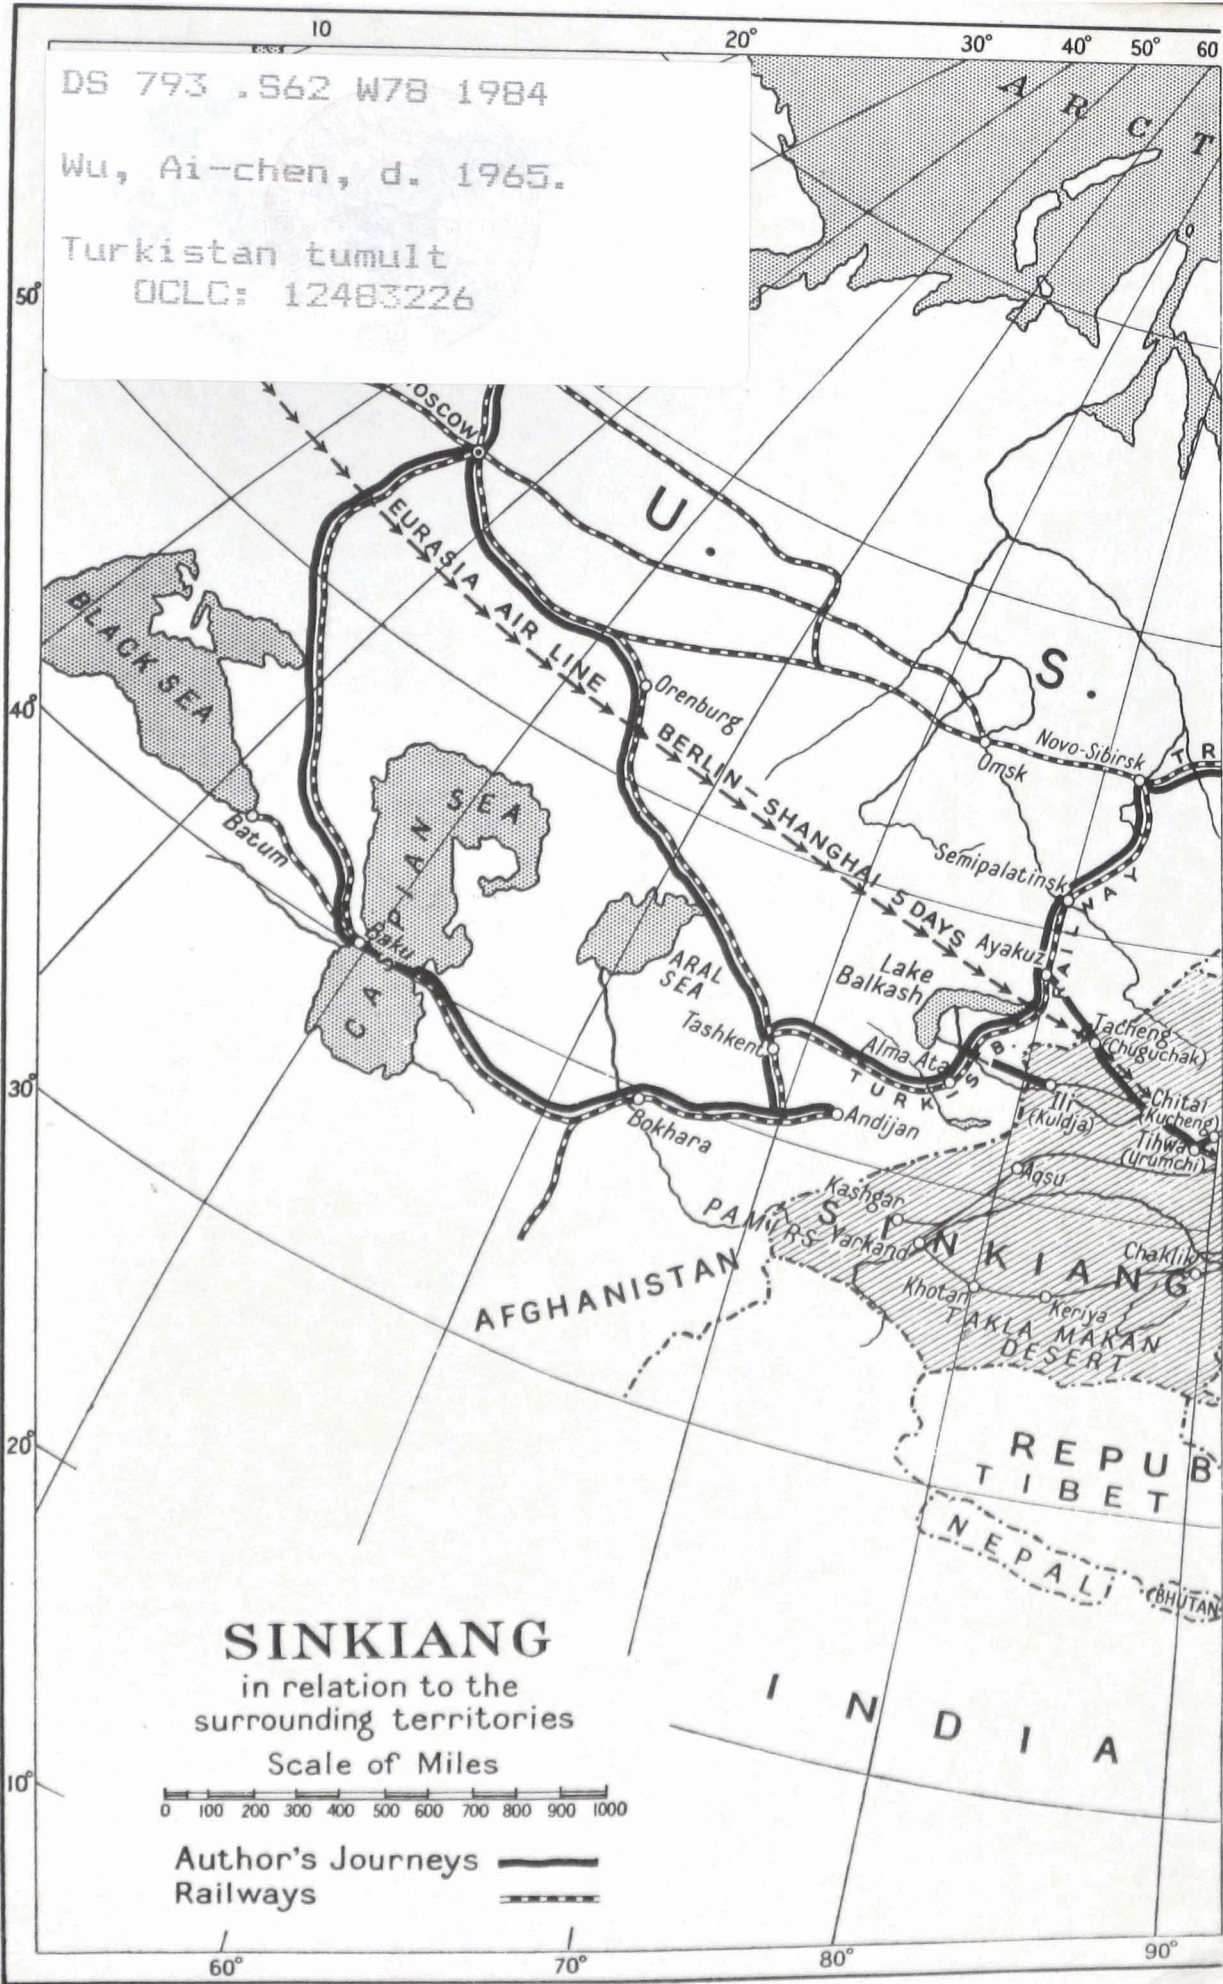 10
20°
30°
40°
50°
60
DS 793 .S62 W78 1984
Wu, Ai-chen, d. 1965.
Turkistan tumult
OCLC: 12483226
ARCT
50°
MOSCOW
U.
S.
EURASIA AIR LINE BERLIN-SHANGHAI 5 DAYS
BLACK SEA
40°
Orenburg
Omsk
Novo-Sibirsk
TR
Batum
CASPIAN SEA
Baku
Semipalatinsk
Ayakuz
ARAL
SEA
Lake
Balkash
Tashkent
Alma Ata
TURKSIB. RAILWAY
Tacheng
(Chuguchak)
30°
Ili
(Kuldja)
Chitai
(Kucheng)
Tihwa
(Urumchi)
Bokhara
Andijan
Aqsu
Kashgar
PAMIRS
Yarkand
SINKIANG
Chaklik
Khotan
Keriya
AFGHANISTAN
TAKLA MAKAN
DESERT
20°
REPUB
TIBET
NEPAL
BHUTAN
INDIA
SINKIANG
in relation to the
surrounding territories
Scale of Miles
0 100 200 300 400 500 600 700 800 900 1000
10°
Author's Journeys
Railways
60°
70°
80°
90°